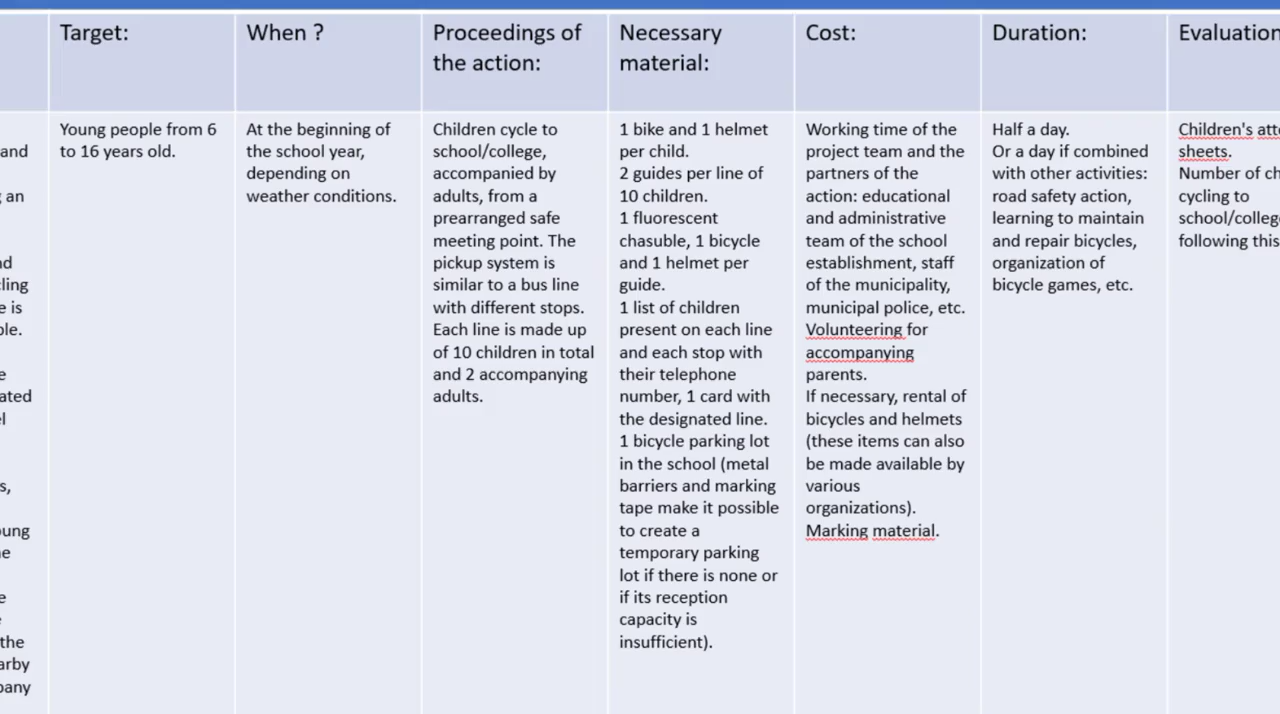 Target:
When ?
Proceedings of
the action:
Necessary
material:
Cost:
Duration:
Evaluation
and
an
is
the
Young people from 6
to 16 years old.
At the beginning of
the school year,
depending on
weather conditions.
Children cycle to
school/college,
accompanied by
adults, from a
prearranged safe
meeting point. The
pickup system is
similar to a bus line
with different stops.
Each line is made up
of 10 children in total
and 2 accompanying
adults.
1 bike and 1 helmet
per child.
2 guides per line of
10 children.
1 fluorescent
chasuble, 1 bicycle
and 1 helmet per
guide.
1 list of children
present on each line
and each stop with
their telephone
number, 1 card with
the designated line.
1 bicycle parking lot
in the school (metal
barriers and marking
tape make it possible
to create a
temporary parking
lot if there is none or
if its reception
capacity is
insufficient).
Working time of the
project team and the
partners of the
action: educational
and administrative
team of the school
establishment, staff
of the municipality,
municipal police, etc.
Volunteering for
accompanying
parents.
If necessary, rental of
bicycles and helmets
(these items can also
be made available by
various
organizations).
Marking material.
Half a day.
Or a day if combined
with other activities:
road safety action,
learning to maintain
and repair bicycles,
organization of
bicycle games, etc.
Children's
sheets.
Number of
cycling to
school/college
following this